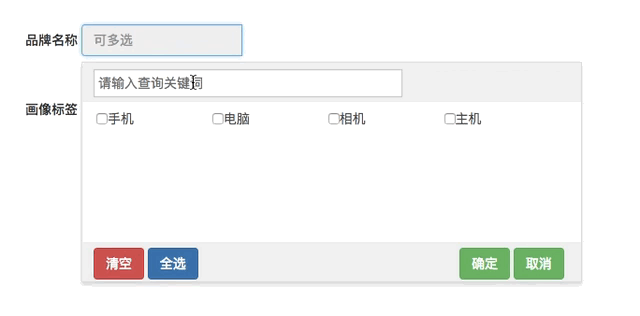 品牌名称 可多选
请输入查询关键词
画像标签
手机 电脑 相机 主机
清空 全选 确定 取消